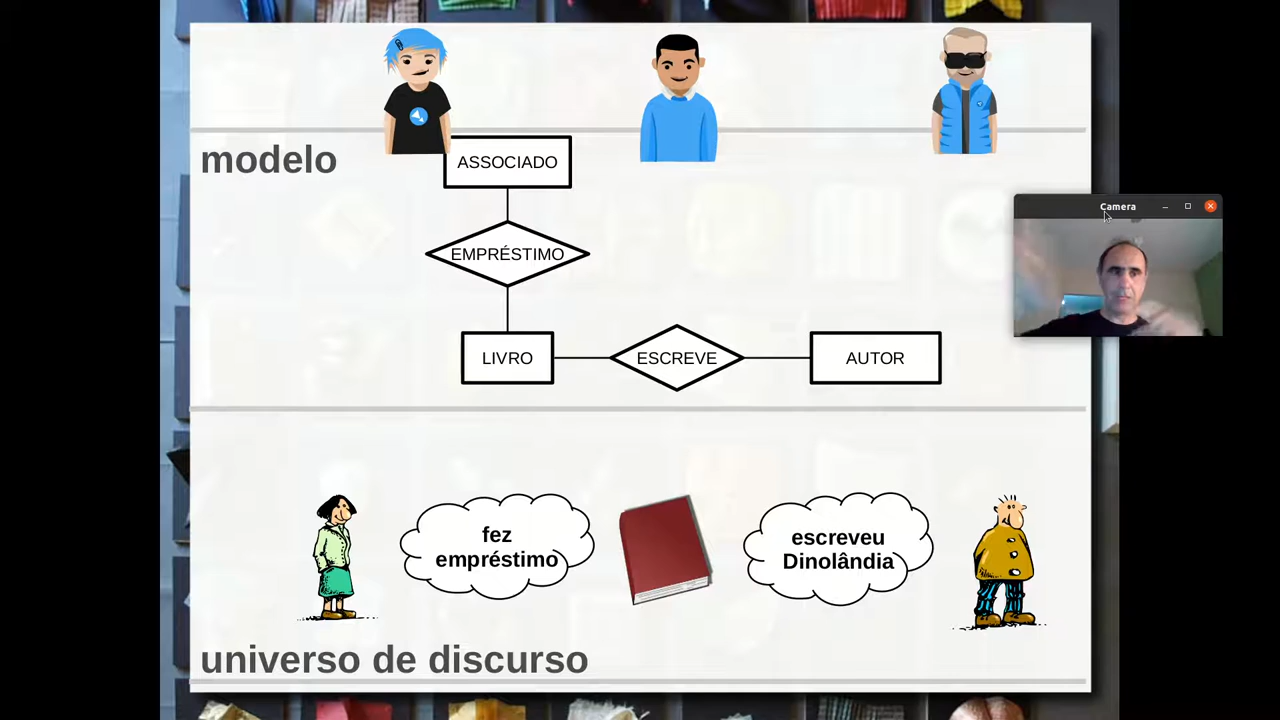 modelo
ASSOCIADO
Camera
EMPRÉSTIMO
LIVRO
ESCREVE
AUTOR
fez
empréstimo
escreveu
Dinolândia
universo de discurso